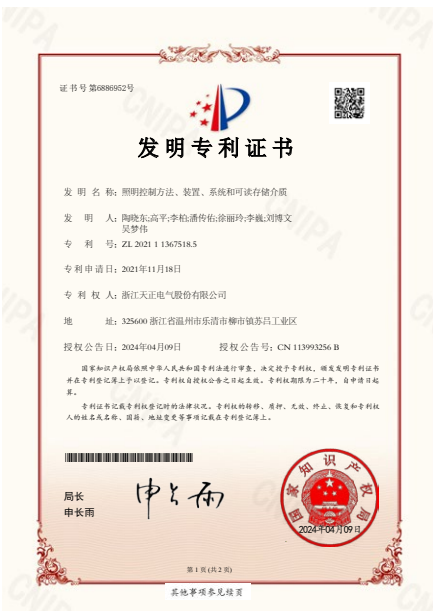 证书号第6886952号
发明专利证书
发 明 名 称：照明控制方法、装置、系统和可读存储介质
发 明 人：陶晓东;高平;李柏;潘传佑;徐丽玲;李巍;刘博文
吴梦伟
专 利 号：ZL 2021 1 1367518.5
专利申请日：2021年11月18日
专 利 权 人：浙江天正电气股份有限公司
地 址：325600 浙江省温州市乐清市柳市镇苏吕工业区
授权公告日：2024年04月09日 授权公告号：CN 113993256 B
国家知识产权局依照中华人民共和国专利法进行审查，决定授予专利权，颁发发明专利证书
并在专利登记簿上予以登记。专利权自授权公告之日起生效。专利权期限为二十年，自申请日起
算。
专利证书记载专利权登记时的法律状况。专利权的转移、质押、无效、终止、恢复和专利权
人的姓名或名称、国籍、地址变更等事项记载在专利登记簿上。
局长
申长雨
申长雨
国家知识产权局
2024年04月09日
第 1 页 (共 2 页)
其他事项参见续页
CNIPA